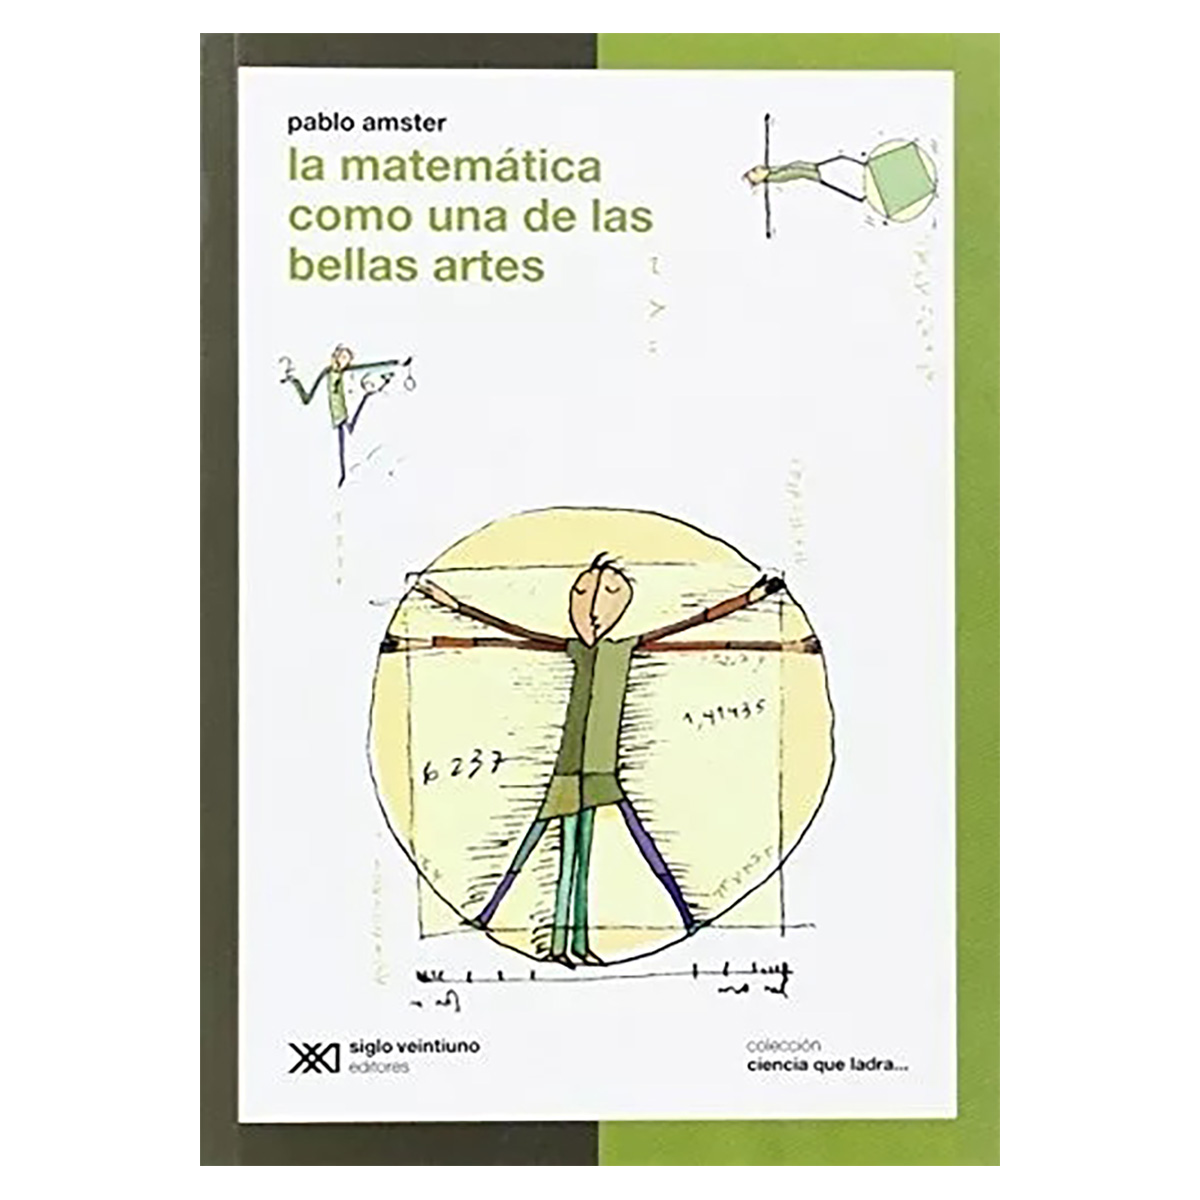 pablo amster
la matemática
como una de las
bellas artes
6 237
1,41435
siglo veintiuno
editores
colección
ciencia que ladra...